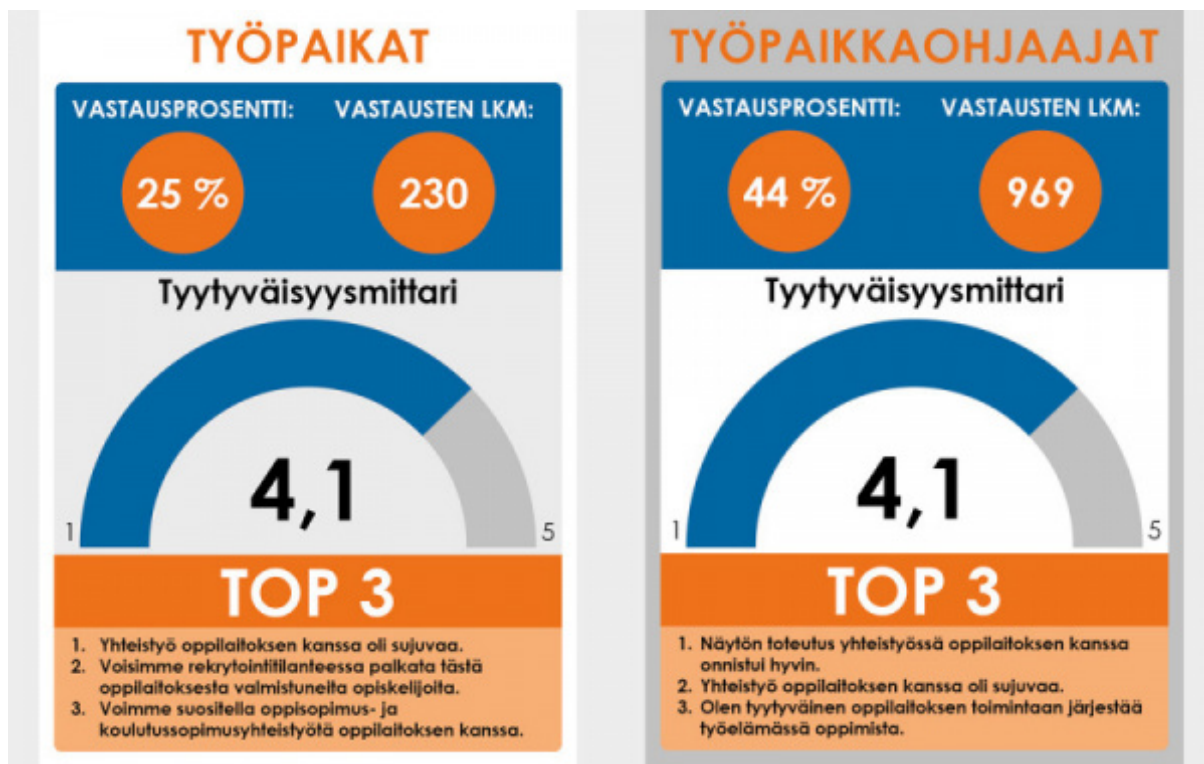 TYÖPAIKAT
VASTAUSPROSENTTI: VASTAUSTEN LKM:
25 % 230
Tyytyväisyysmittari
4,1
1 5
TOP 3
1. Yhteistyö oppilaitoksen kanssa oli sujuvaa.
2. Voisimme rekrytointitilanteessa palkata tästä
oppilaitoksesta valmistuneita opiskelijoita.
3. Voimme suositella oppisopimus- ja
koulutussopimusyhteistyötä oppilaitoksen kanssa.
TYÖPAIKKAOHJAAJAT
VASTAUSPROSENTTI: VASTAUSTEN LKM:
44 % 969
Tyytyväisyysmittari
4,1
1 5
TOP 3
1. Näytön toteutus yhteistyössä oppilaitoksen kanssa
onnistui hyvin.
2. Yhteistyö oppilaitoksen kanssa oli sujuvaa.
3. Olen tyytyväinen oppilaitoksen toimintaan järjestää
työelämässä oppimista.